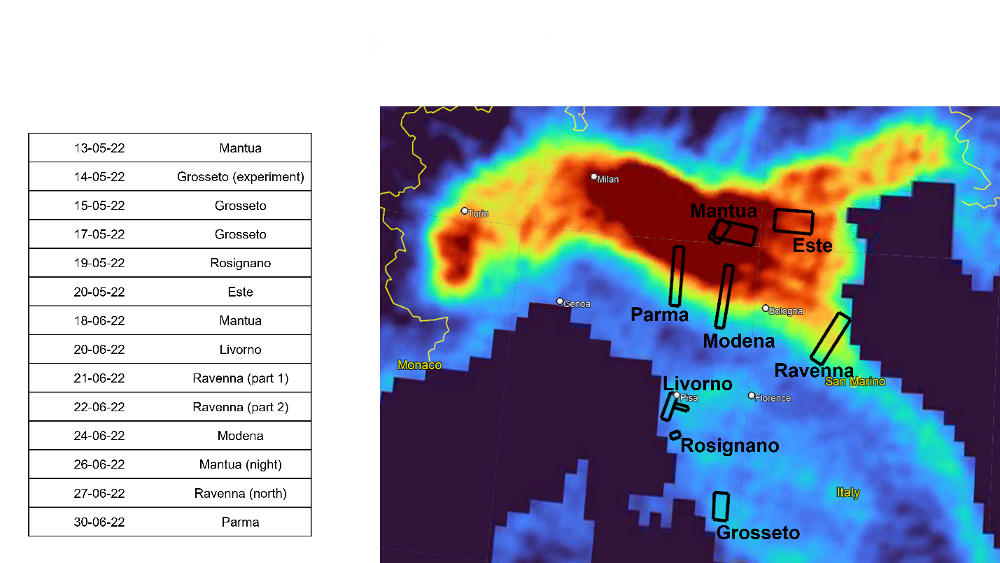 13-05-22 Mantua
14-05-22 Grosseto (experiment)
15-05-22 Grosseto
17-05-22 Grosseto
19-05-22 Rosignano
20-05-22 Este
18-06-22 Mantua
20-06-22 Livorno
21-06-22 Ravenna (part 1)
22-06-22 Ravenna (part 2)
24-06-22 Modena
26-06-22 Mantua (night)
27-06-22 Ravenna (north)
30-06-22 Parma
Milan
Turin
Mantua
Este
Genoa
Bologna
Parma
Modena
Monaco
Ravenna
San Marino
Livorno
Pisa
Florence
Rosignano
Italy
Grosseto